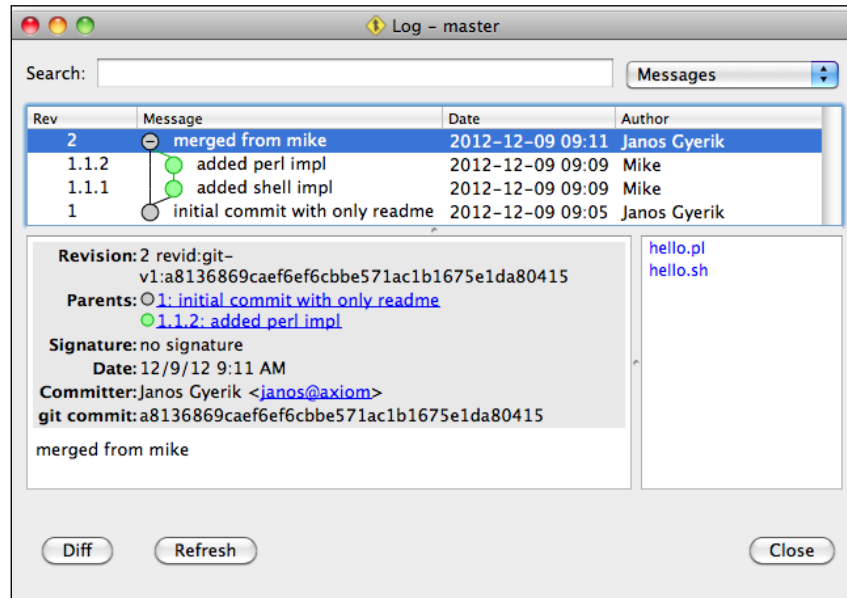 Log – master
Search:
Messages
Rev Message Date Author
2 merged from mike 2012-12-09 09:11 Janos Gyerik
1.1.2 added perl impl 2012-12-09 09:09 Mike
1.1.1 added shell impl 2012-12-09 09:09 Mike
1 initial commit with only readme 2012-12-09 09:05 Janos Gyerik
Revision: 2 revid:git-
v1:a8136869caef6ef6cbbe571ac1b1675e1da80415
Parents: 1: initial commit with only readme
1.1.2: added perl impl
Signature: no signature
Date: 12/9/12 9:11 AM
Committer: Janos Gyerik <janos@axiom>
git commit: a8136869caef6ef6cbbe571ac1b1675e1da80415
merged from mike
hello.pl
hello.sh
Diff
Refresh
Close